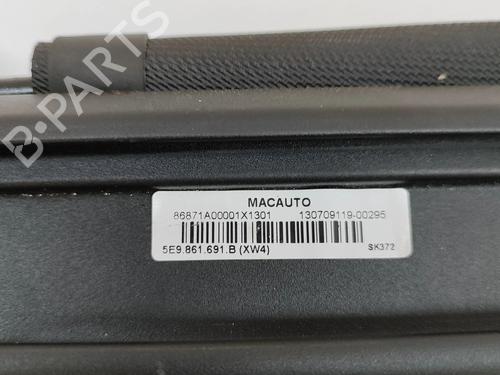 B-PARTS
MACAUTO
86871A00001X1301 130709119-00295
5E9.861.691.B (XW4) SK372